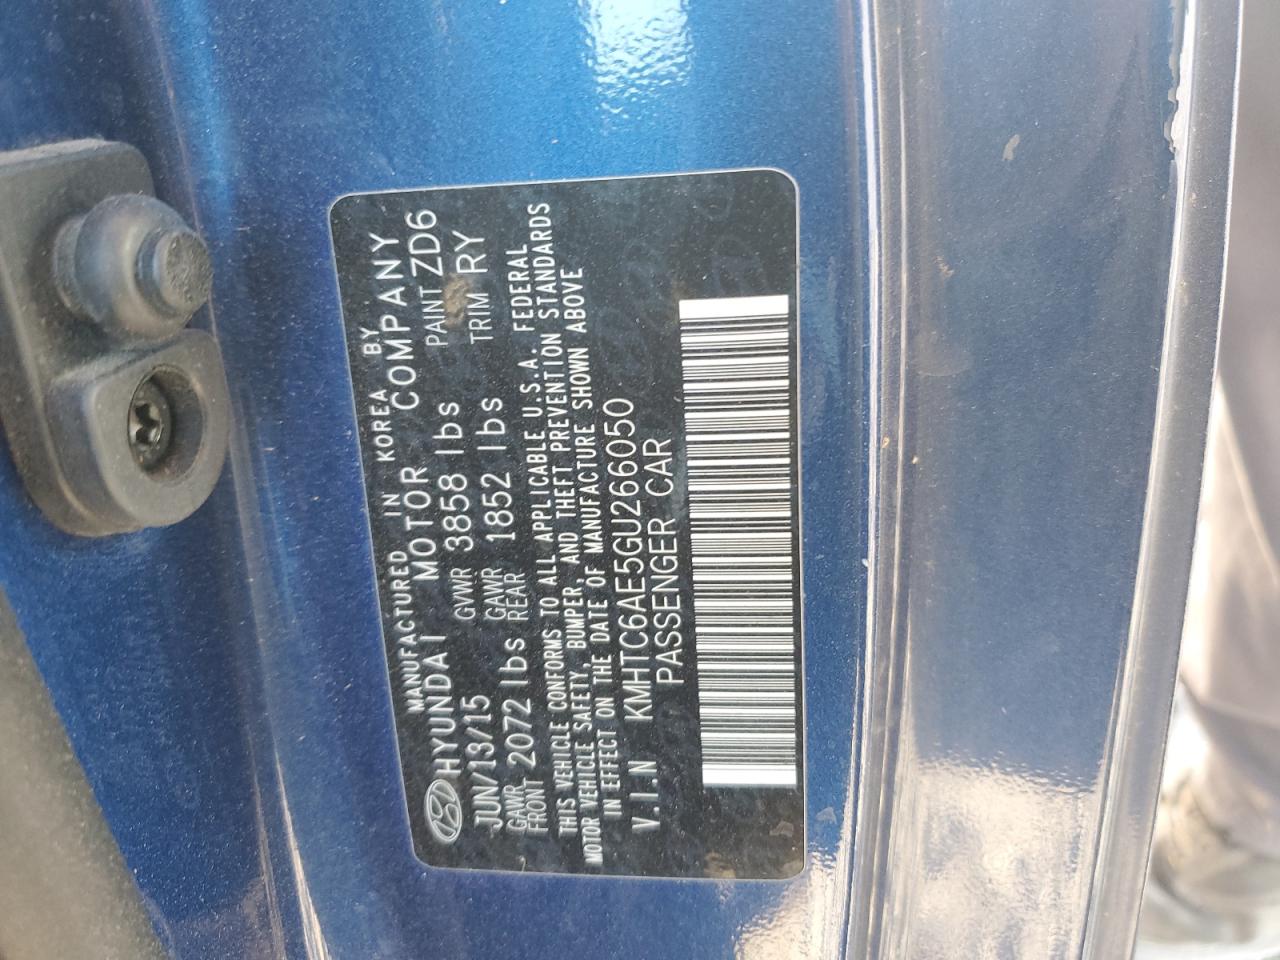 MANUFACTURED IN KOREA BY
HYUNDAI MOTOR COMPANY
JUN/13/15 GVWR 3858 lbs PAINT ZD6
GAWR FRONT 2072 lbs GAWR REAR 1852 lbs TRIM RY
THIS VEHICLE CONFORMS TO ALL APPLICABLE U.S.A. FEDERAL
MOTOR VEHICLE SAFETY, BUMPER, AND THEFT PREVENTION STANDARDS
IN EFFECT ON THE DATE OF MANUFACTURE SHOWN ABOVE
V.I.N KMHTC6AE5GU266050
PASSENGER CAR